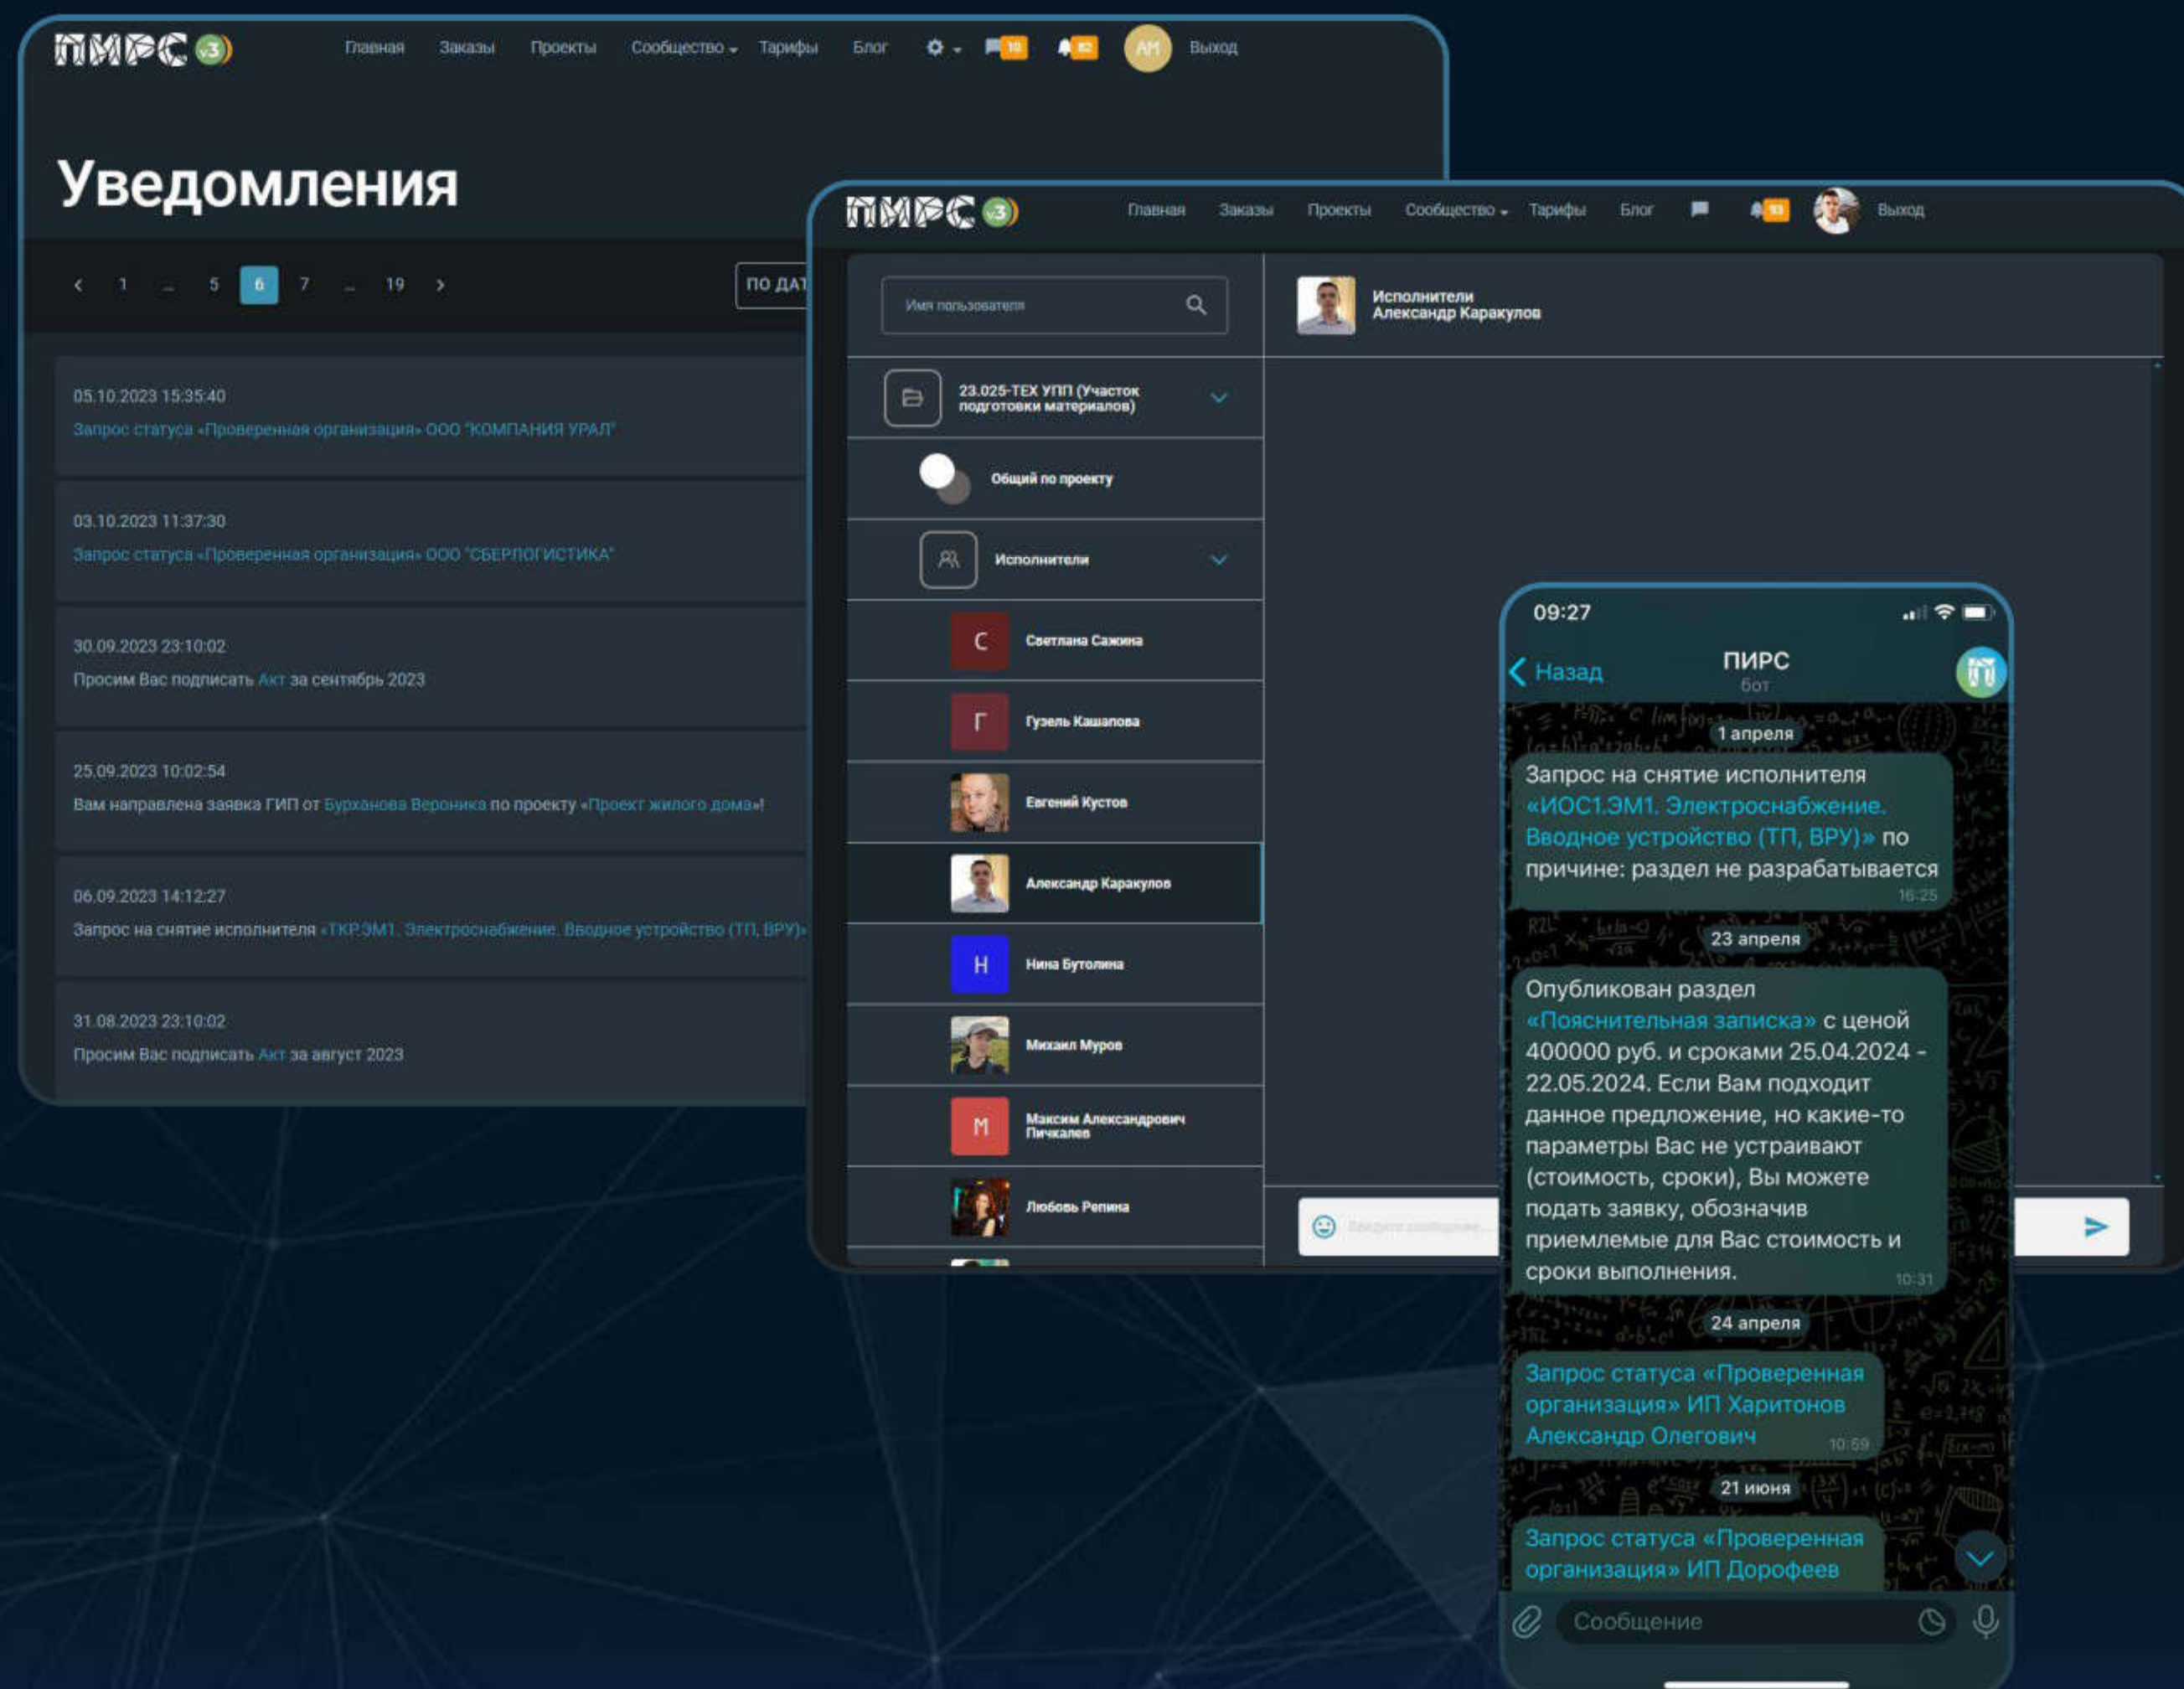 ПИРС v3
Главная Заказы Проекты Сообщество Тарифы Блог 10 82 АМ Выход
Уведомления
1 ... 5 6 7 ... 19
ПО ДАТ
05.10.2023 15:35:40
Запрос статуса «Проверенная организация» ООО "КОМПАНИЯ УРАЛ"
03.10.2023 11:37:30
Запрос статуса «Проверенная организация» ООО "СБЕРЛОГИСТИКА"
30.09.2023 23:10:02
Просим Вас подписать Акт за сентябрь 2023
25.09.2023 10:02:54
Вам направлена заявка ГИП от Бурханова Вероника по проекту «Проект жилого дома»!
06.09.2023 14:12:27
Запрос на снятие исполнителя «ТКР.ЭМ1. Электроснабжение. Вводное устройство (ТП, ВРУ)»
31.08.2023 23:10:02
Просим Вас подписать Акт за август 2023
ПИРС v3
Главная Заказы Проекты Сообщество Тарифы Блог 93 Выход
Имя пользователя
23.025-ТЕХ УПП (Участок
подготовки материалов)
Общий по проекту
Исполнители
С Светлана Сажина
Г Гузель Кашапова
Евгений Кустов
Александр Каракулов
Н Нина Бутолина
Михаил Муров
М Максим Александрович
Пичкалев
Любовь Репина
Исполнители
Александр Каракулов
Введите сообщение...
09:27
Назад
ПИРС
бот
1 апреля
Запрос на снятие исполнителя
«ИОС1.ЭМ1. Электроснабжение.
Вводное устройство (ТП, ВРУ)» по
причине: раздел не разрабатывается
16:25
23 апреля
Опубликован раздел
«Пояснительная записка» с ценой
400000 руб. и сроками 25.04.2024 -
22.05.2024. Если Вам подходит
данное предложение, но какие-то
параметры Вас не устраивают
(стоимость, сроки), Вы можете
подать заявку, обозначив
приемлемые для Вас стоимость и
сроки выполнения.
10:31
24 апреля
Запрос статуса «Проверенная
организация» ИП Харитонов
Александр Олегович
10:59
21 июня
Запрос статуса «Проверенная
организация» ИП Дорофеев
Сообщение